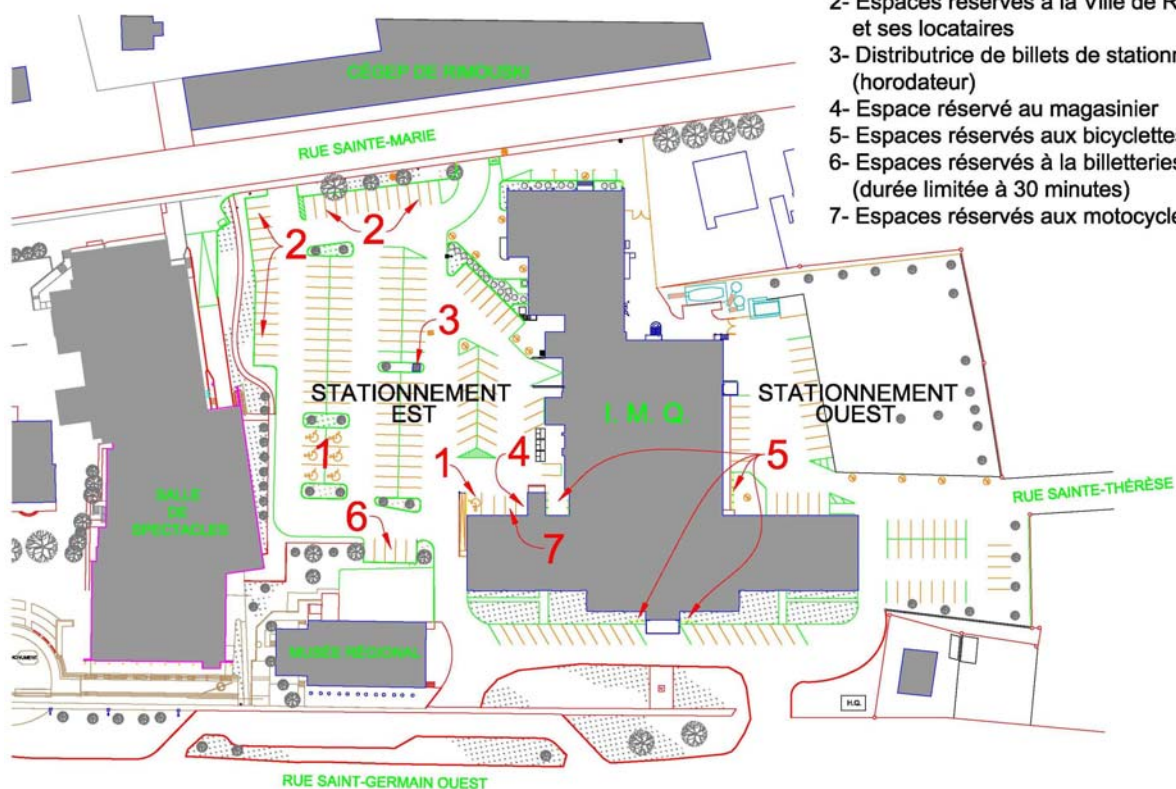 2- Espaces réservés à la Ville de R
et ses locataires
3- Distributrice de billets de stationn
(horodateur)
4- Espace réservé au magasinier
5- Espaces réservés aux bicyclette
6- Espaces réservés à la billetteries
(durée limitée à 30 minutes)
7- Espaces réservés aux motocycle
CÉGEP DE RIMOUSKI
RUE SAINTE-MARIE
2
2
3
STATIONNEMENT
EST
I. M. Q.
STATIONNEMENT
OUEST
1
1
4
5
6
7
SALLE
DE
SPECTACLES
RUE SAINTE-THÉRÈSE
MUSÉE RÉGIONAL
MONUMENT
H.Q.
RUE SAINT-GERMAIN OUEST